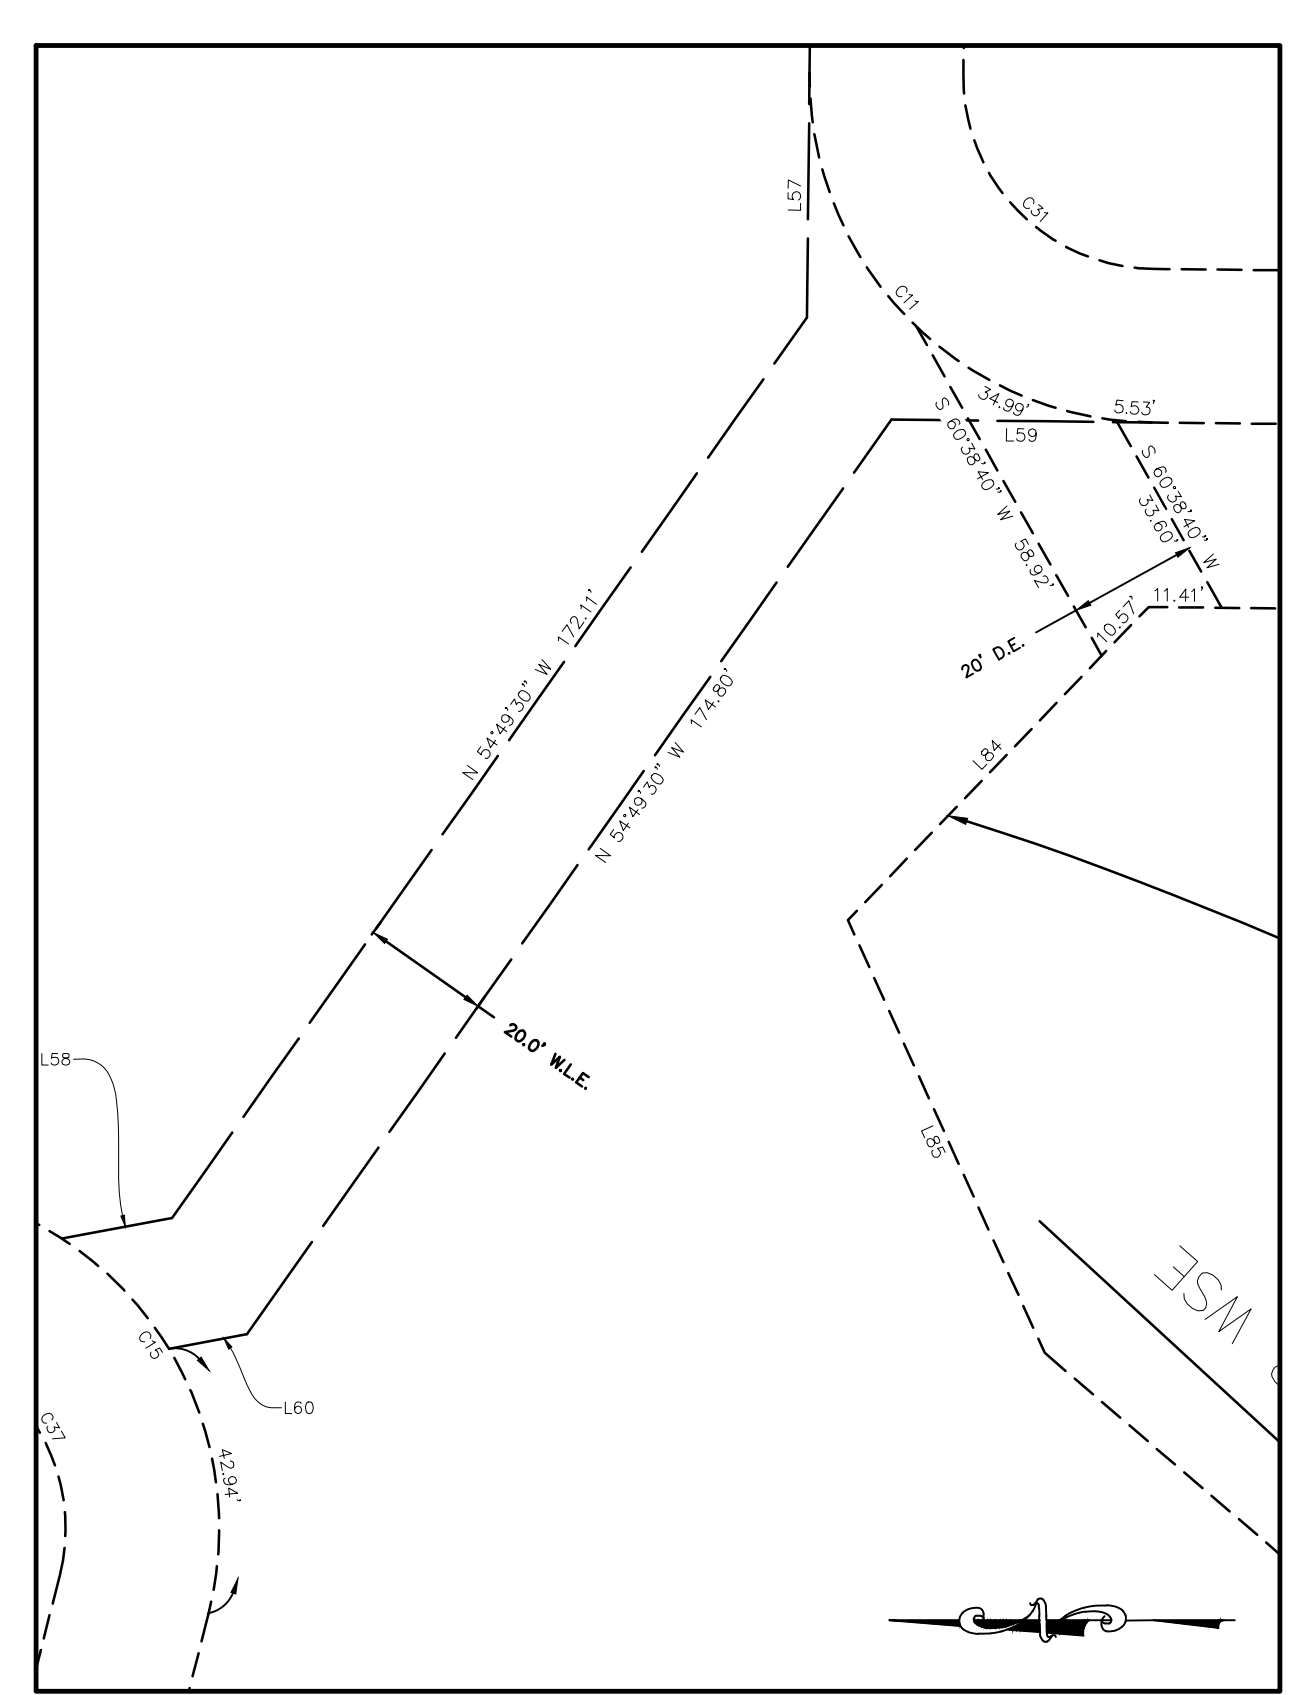 L57
C31
C11
34.99'
5.53'
L59
S 60°38'40" W 58.92'
S 60°38'40" W
33.60'
11.41'
10.57'
20' D.E.
N 54°49'30" W 172.11'
N 54°49'30" W 174.80'
L84
20.0' W.L.E.
L58
L85
WSE
C15
L60
C37
42.94'
N